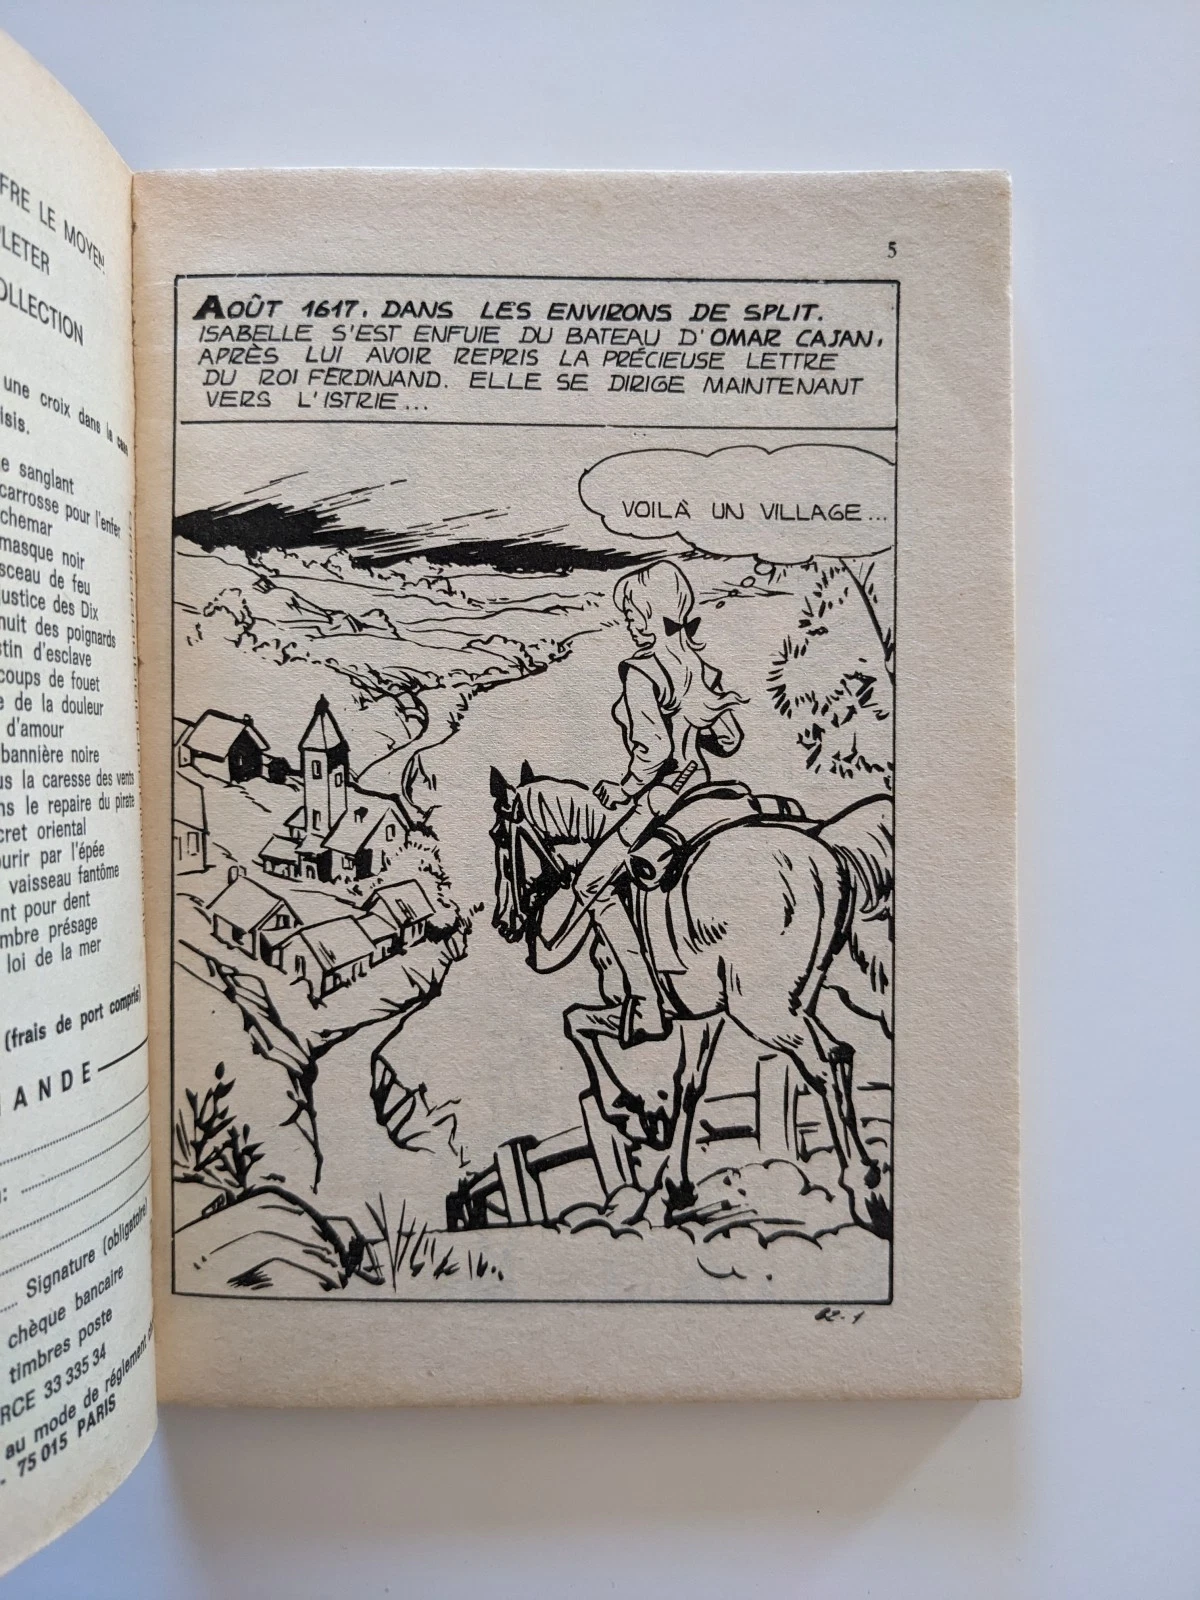 FRE LE MOYEN
PLETER
OLLECTION
une croix dans la case
isis.
e sanglant
carrosse pour l'enfer
chemar
masque noir
sceau de feu
justice des Dix
nuit des poignards
stin d'esclave
coups de fouet
e de la douleur
d'amour
bannière noire
us la caresse des vents
ns le repaire du pirate
cret oriental
ourir par l'épée
vaisseau fantôme
nt pour dent
mbre présage
loi de la mer
(frais de port compris)
ANDE
Signature (obligatoire)
chèque bancaire
timbres poste
RCE 33 335 34
au mode de réglement
75 015 PARIS
5
AOÛT 1617. DANS LES ENVIRONS DE SPLIT.
ISABELLE S'EST ENFUIE DU BATEAU D'OMAR CAJAN,
APRÈS LUI AVOIR REPRIS LA PRÉCIEUSE LETTRE
DU ROI FERDINAND. ELLE SE DIRIGE MAINTENANT
VERS L'ISTRIE...
VOILÀ UN VILLAGE...
62-1